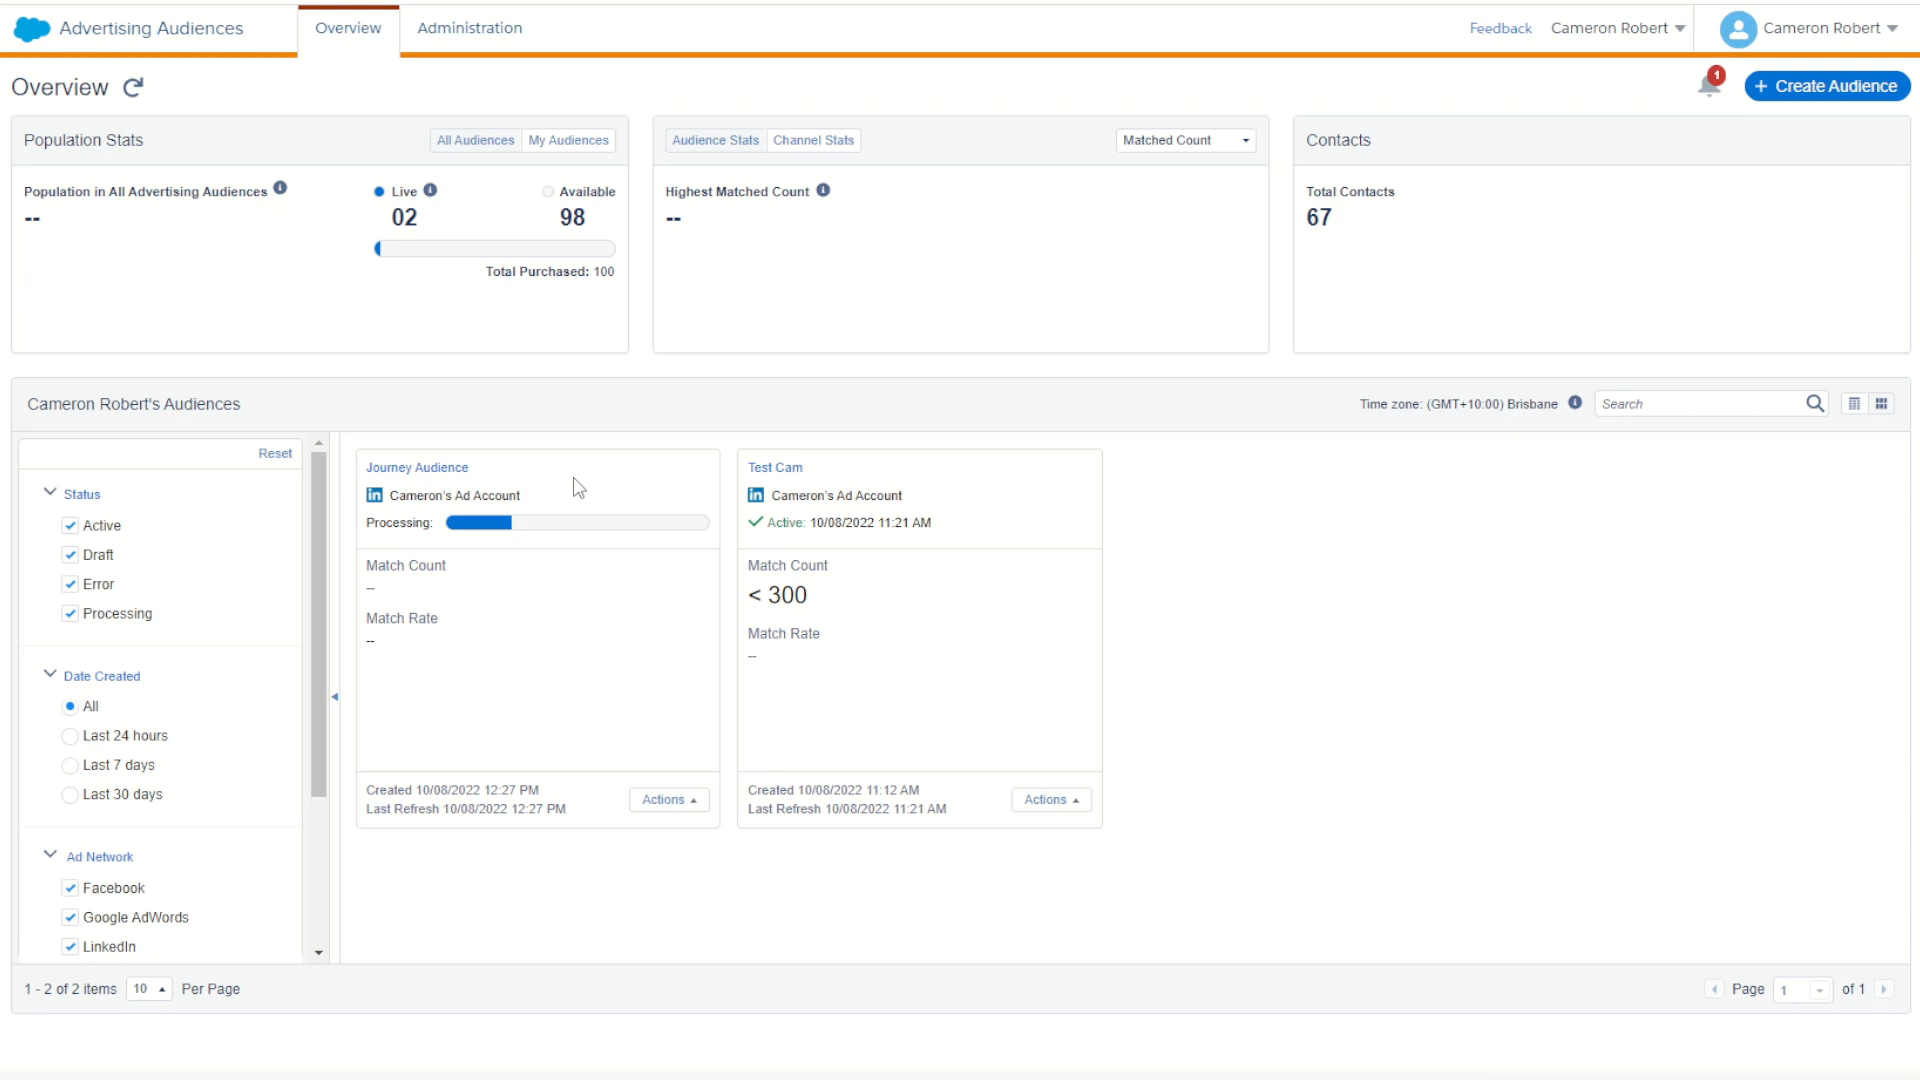 Advertising Audiences
Overview
Administration
Feedback
Cameron Robert
Cameron Robert
Overview
1
+ Create Audience
Population Stats
All Audiences
My Audiences
Population in All Advertising Audiences
--
Live
02
Available
98
Total Purchased: 100
Audience Stats
Channel Stats
Matched Count
Highest Matched Count
--
Contacts
Total Contacts
67
Cameron Robert's Audiences
Time zone: (GMT+10:00) Brisbane
Search
Reset
Status
Active
Draft
Error
Processing
Date Created
All
Last 24 hours
Last 7 days
Last 30 days
Ad Network
Facebook
Google AdWords
LinkedIn
Journey Audience
in Cameron's Ad Account
Processing:
Match Count
--
Match Rate
--
Created 10/08/2022 12:27 PM
Last Refresh 10/08/2022 12:27 PM
Actions
Test Cam
in Cameron's Ad Account
Active: 10/08/2022 11:21 AM
Match Count
< 300
Match Rate
--
Created 10/08/2022 11:12 AM
Last Refresh 10/08/2022 11:21 AM
Actions
1 - 2 of 2 items 10 Per Page
Page 1 of 1